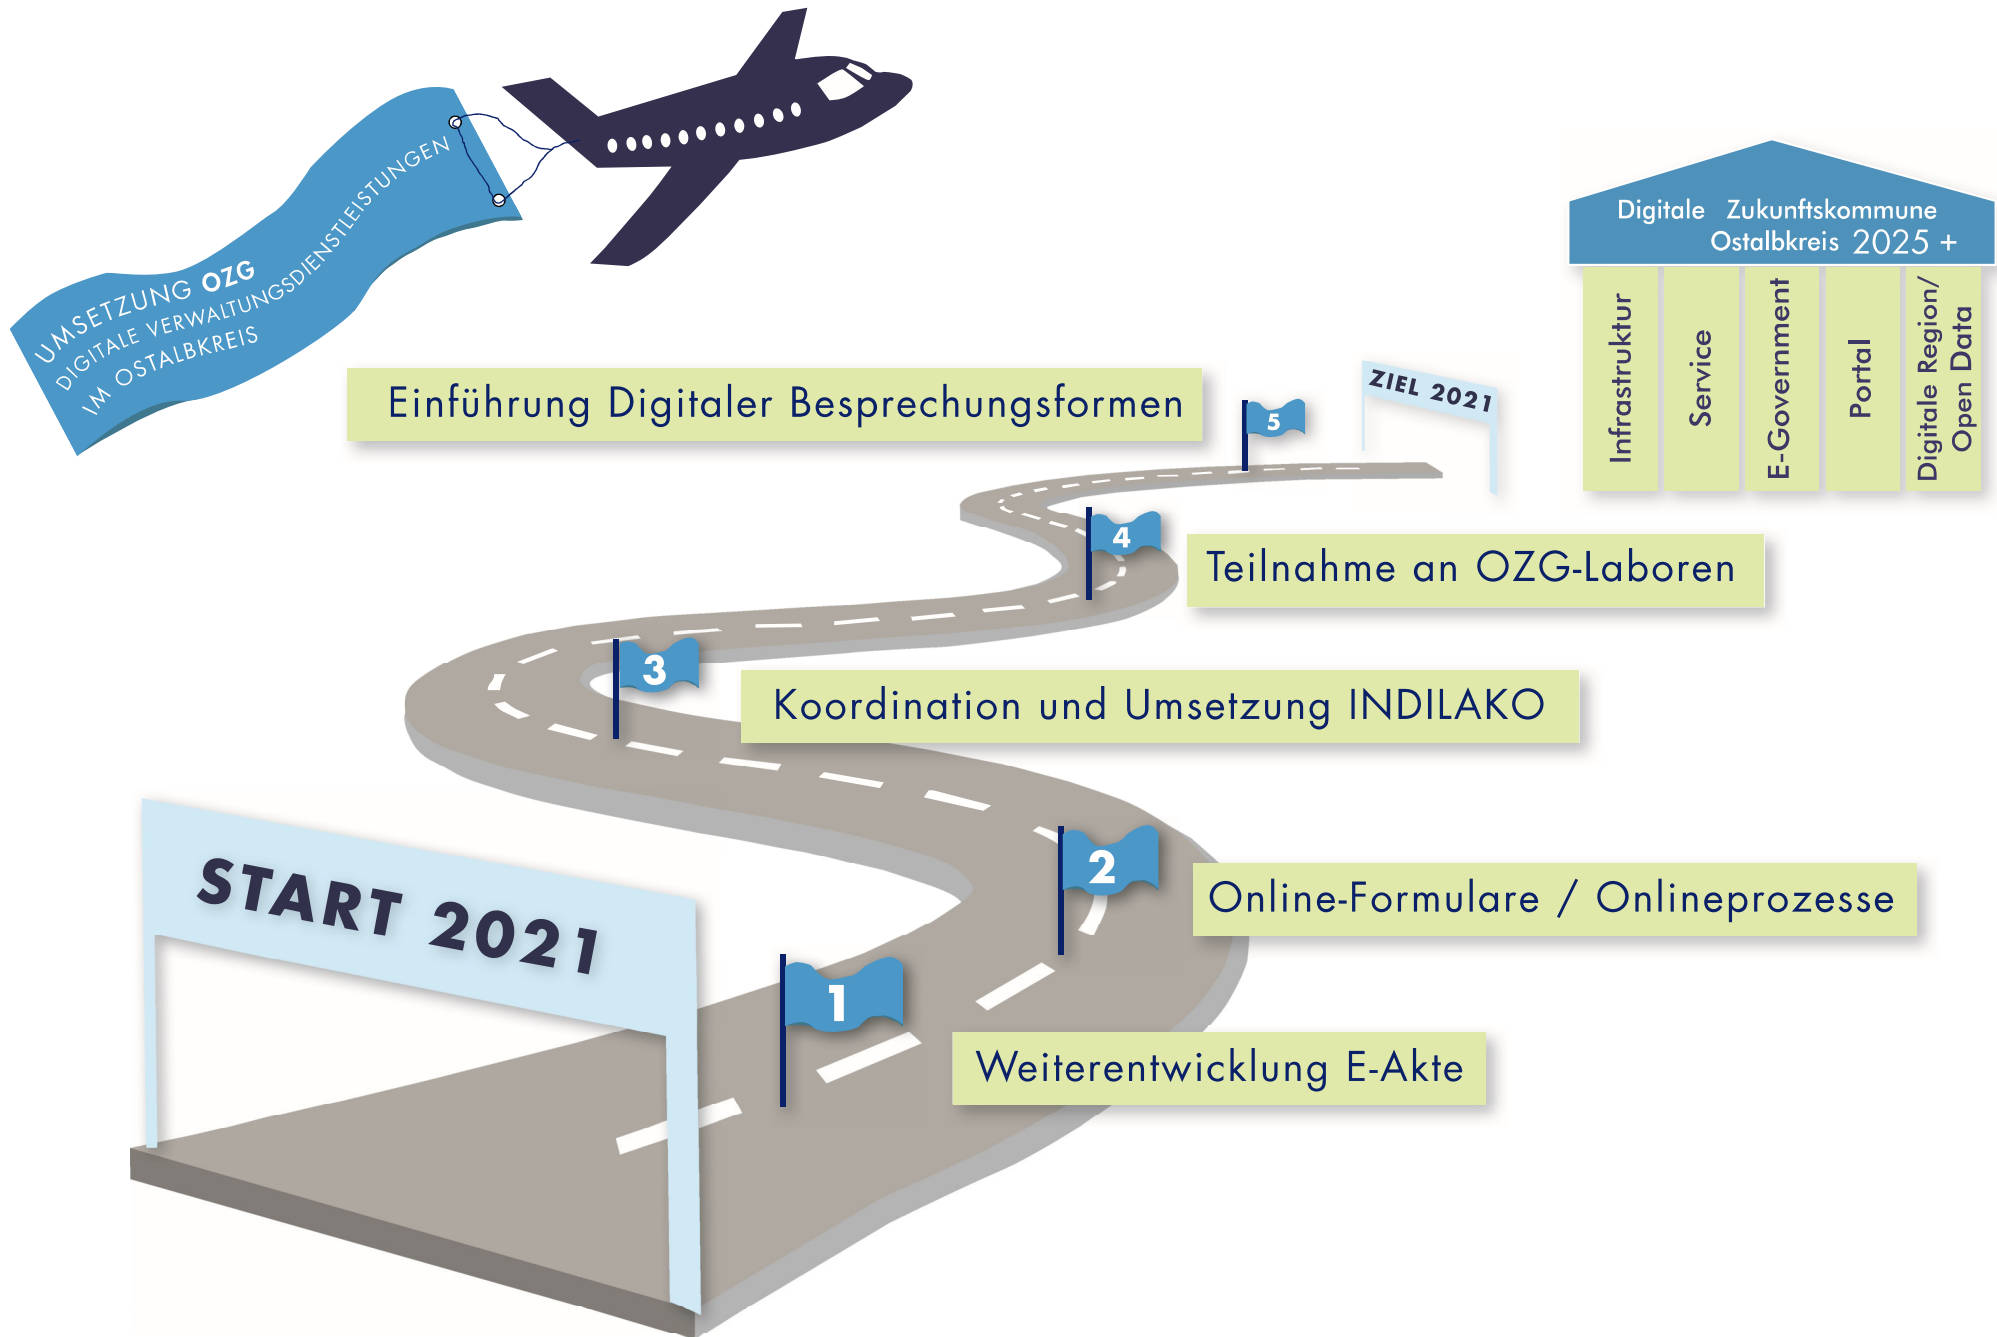 UMSETZUNG OZG
DIGITALE VERWALTUNGSDIENSTLEISTUNGEN
IM OSTALBKREIS
Digitale Zukunftskommune
Ostalbkreis 2025 +
Infrastruktur
Service
E-Government
Portal
Digitale Region/
Open Data
Einführung Digitaler Besprechungsformen
5
ZIEL 2021
4
Teilnahme an OZG-Laboren
3
Koordination und Umsetzung INDILAKO
2
Online-Formulare / Onlineprozesse
START 2021
1
Weiterentwicklung E-Akte